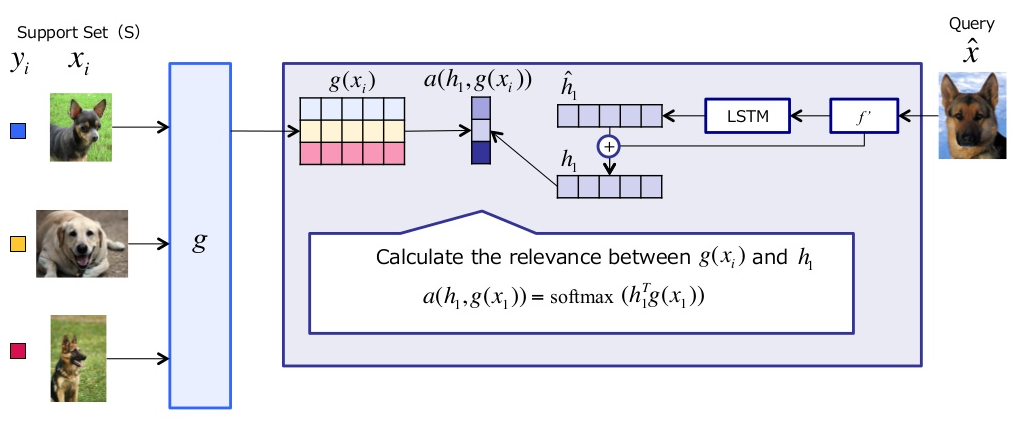 Support Set (S)
Query
y_i x_i
x̂
g(x_i) a(h_1, g(x_i)) ĥ_1
LSTM f'
+
h_1
g
Calculate the relevance between g(x_i) and h_1
a(h_1, g(x_1)) = softmax (h_1^T g(x_1))